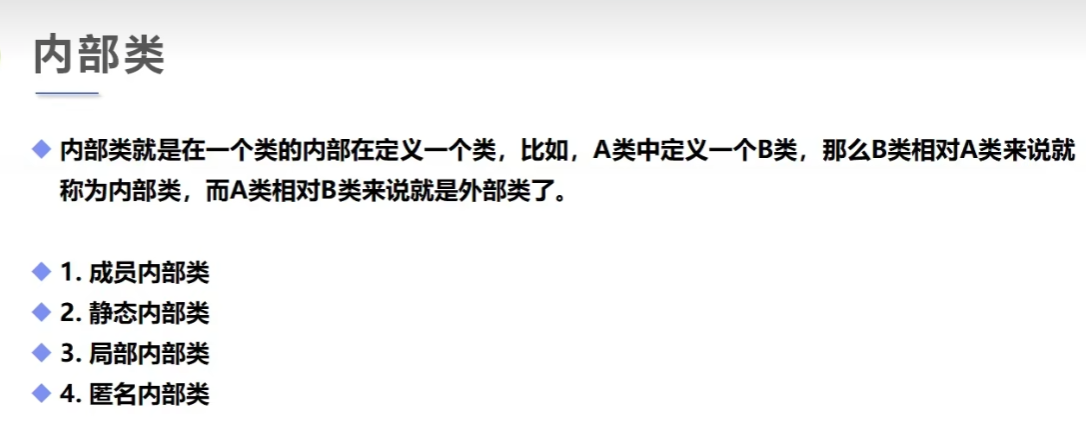 内部类
内部类就是在一个类的内部在定义一个类，比如，A类中定义一个B类，那么B类相对A类来说就
称为内部类，而A类相对B类来说就是外部类了。
1. 成员内部类
2. 静态内部类
3. 局部内部类
4. 匿名内部类